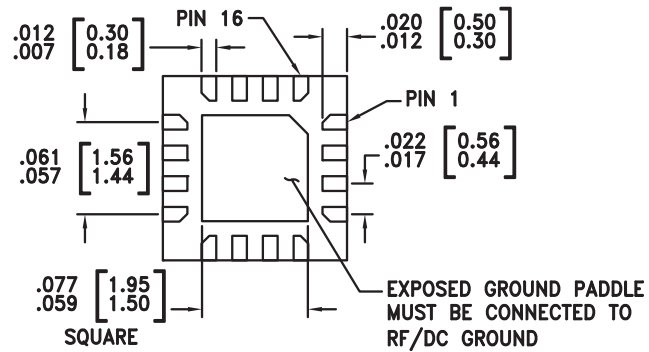 PIN 16
.012 [0.30]
.007 [0.18]
.020 [0.50]
.012 [0.30]
PIN 1
.022 [0.56]
.017 [0.44]
.061 [1.56]
.057 [1.44]
.077 [1.95]
.059 [1.50]
SQUARE
EXPOSED GROUND PADDLE
MUST BE CONNECTED TO
RF/DC GROUND